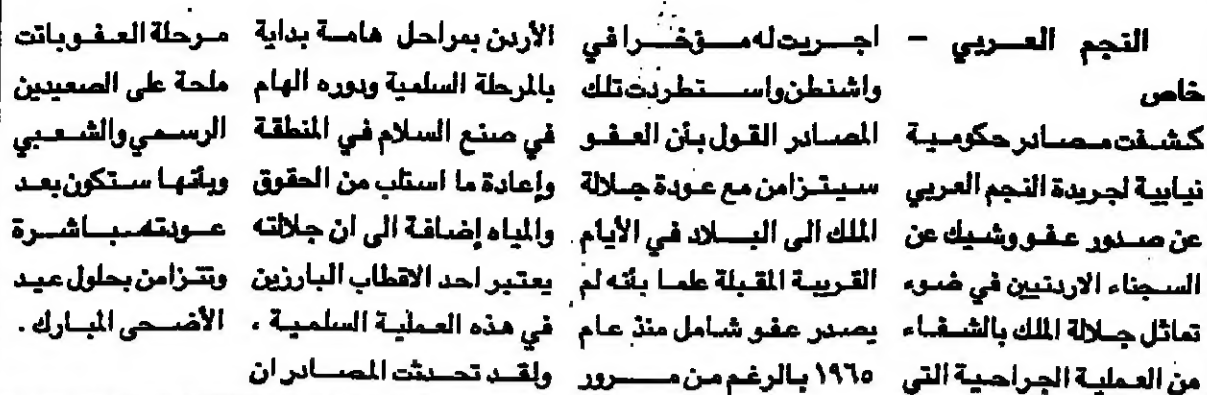 النجم العربي –
خاص
كشفت مصادر حكومية
نيابية لجريدة النجم العربي
عن صدور عفو وشيك عن
السجناء الاردنيين في ضوء
تماثل جلالة الملك بالشفاء
من العملية الجراحية التي
اجريت له مؤخرا في
واشنطن واستطردت تلك
المصادر القول بأن العفو
سيتزامن مع عودة جلالة
الملك الى البلاد في الأيام
القريبة المقبلة علما بأنه لم
يصدر عفو شامل منذ عام
١٩٦٥ بالرغم من مرور
الأردن بمراحل هامة بداية
بالمرحلة السلمية ودوره الهام
في صنع السلام في المنطقة
وإعادة ما استلب من الحقوق
والمياه إضافة الى ان جلالته
يعتبر احد الاقطاب البارزين
في هذه العملية السلمية .
ولقد تحدثت المصادر ان
مرحلة العفو باتت
ملحة على الصعيدين
الرسمي والشعبي
وبأنها ستكون بعد
عودته مباشرة
وتتزامن بحلول عيد
الأضحى المبارك .